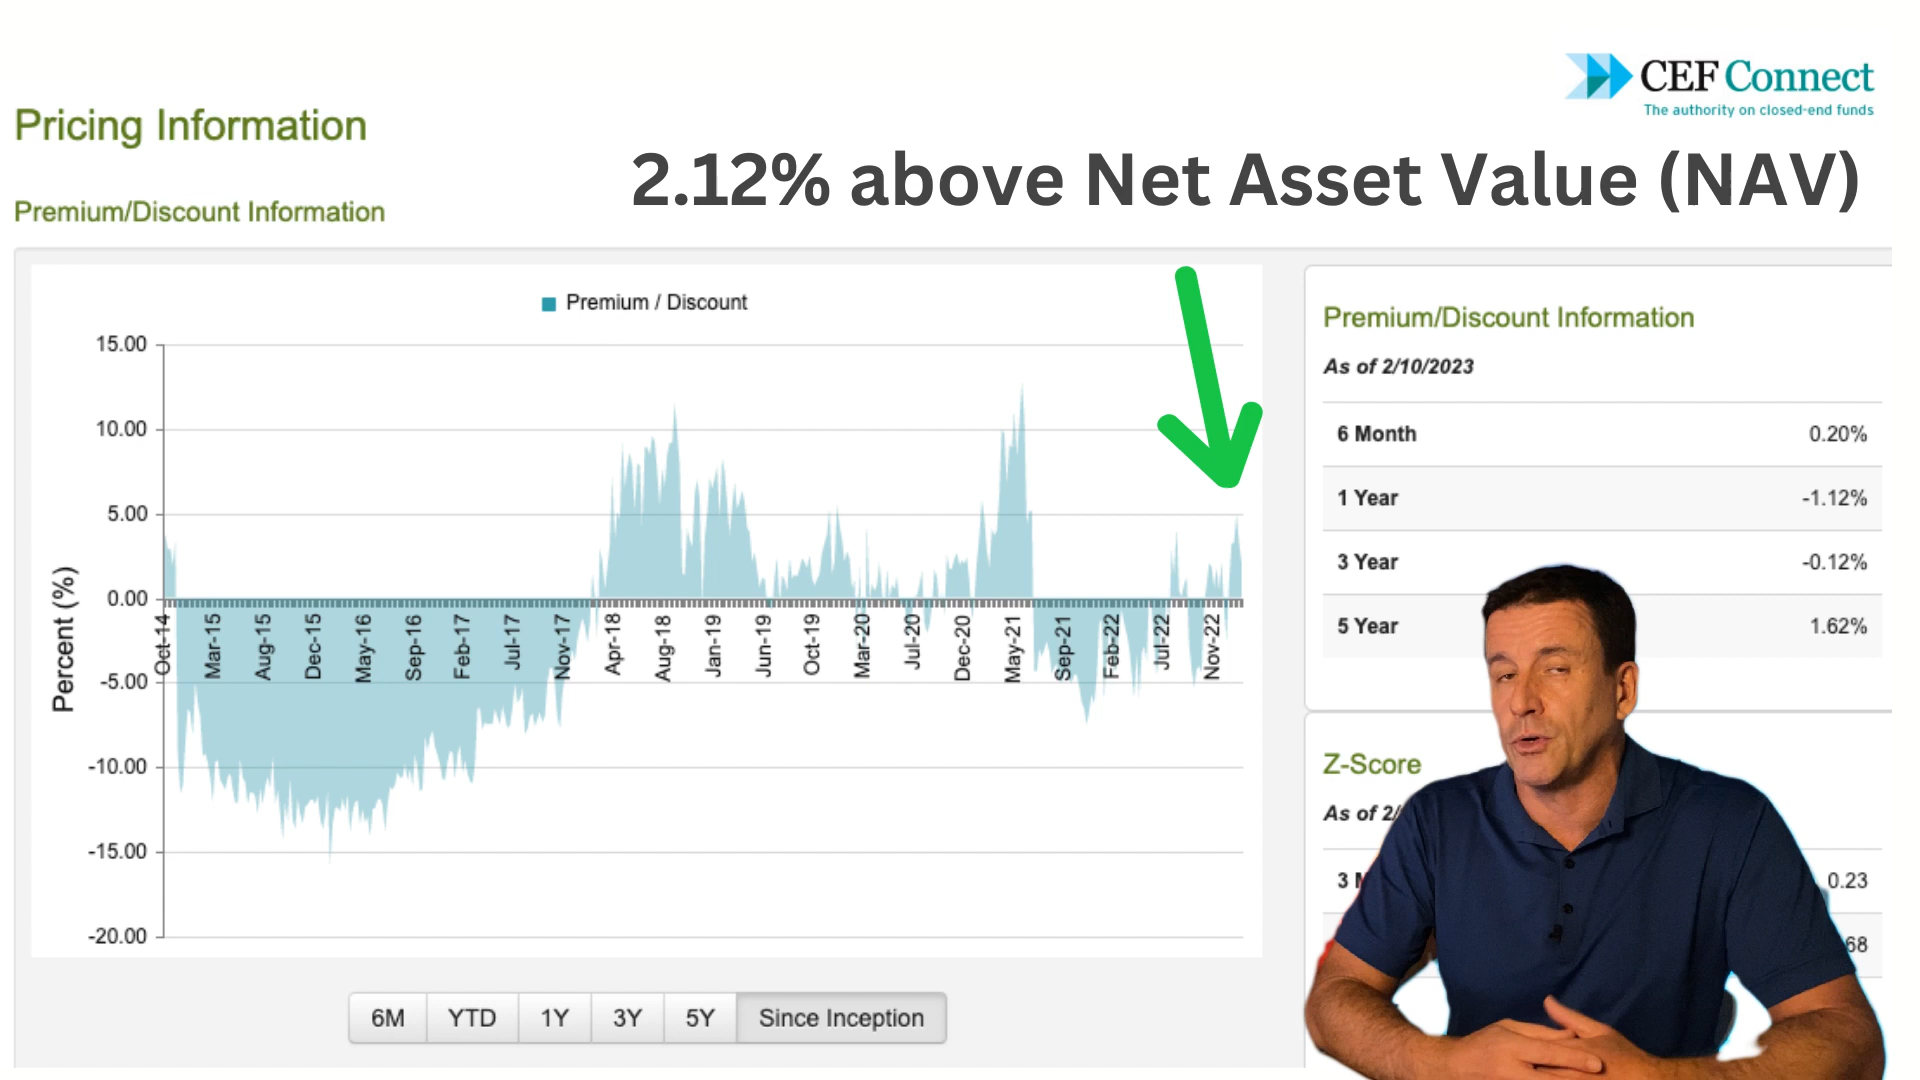 CEF Connect
The authority on closed-end funds
Pricing Information
2.12% above Net Asset Value (NAV)
Premium/Discount Information
Premium / Discount
15.00
10.00
5.00
0.00
-5.00
-10.00
-15.00
-20.00
Percent (%)
Oct-14
Mar-15
Aug-15
Dec-15
May-16
Sep-16
Feb-17
Jul-17
Nov-17
Apr-18
Aug-18
Jan-19
Jun-19
Oct-19
Mar-20
Jul-20
Dec-20
May-21
Sep-21
Feb-22
Jul-22
Nov-22
6M YTD 1Y 3Y 5Y Since Inception
Premium/Discount Information
As of 2/10/2023
6 Month 0.20%
1 Year -1.12%
3 Year -0.12%
5 Year 1.62%
Z-Score
As of 2/
3 0.23
68